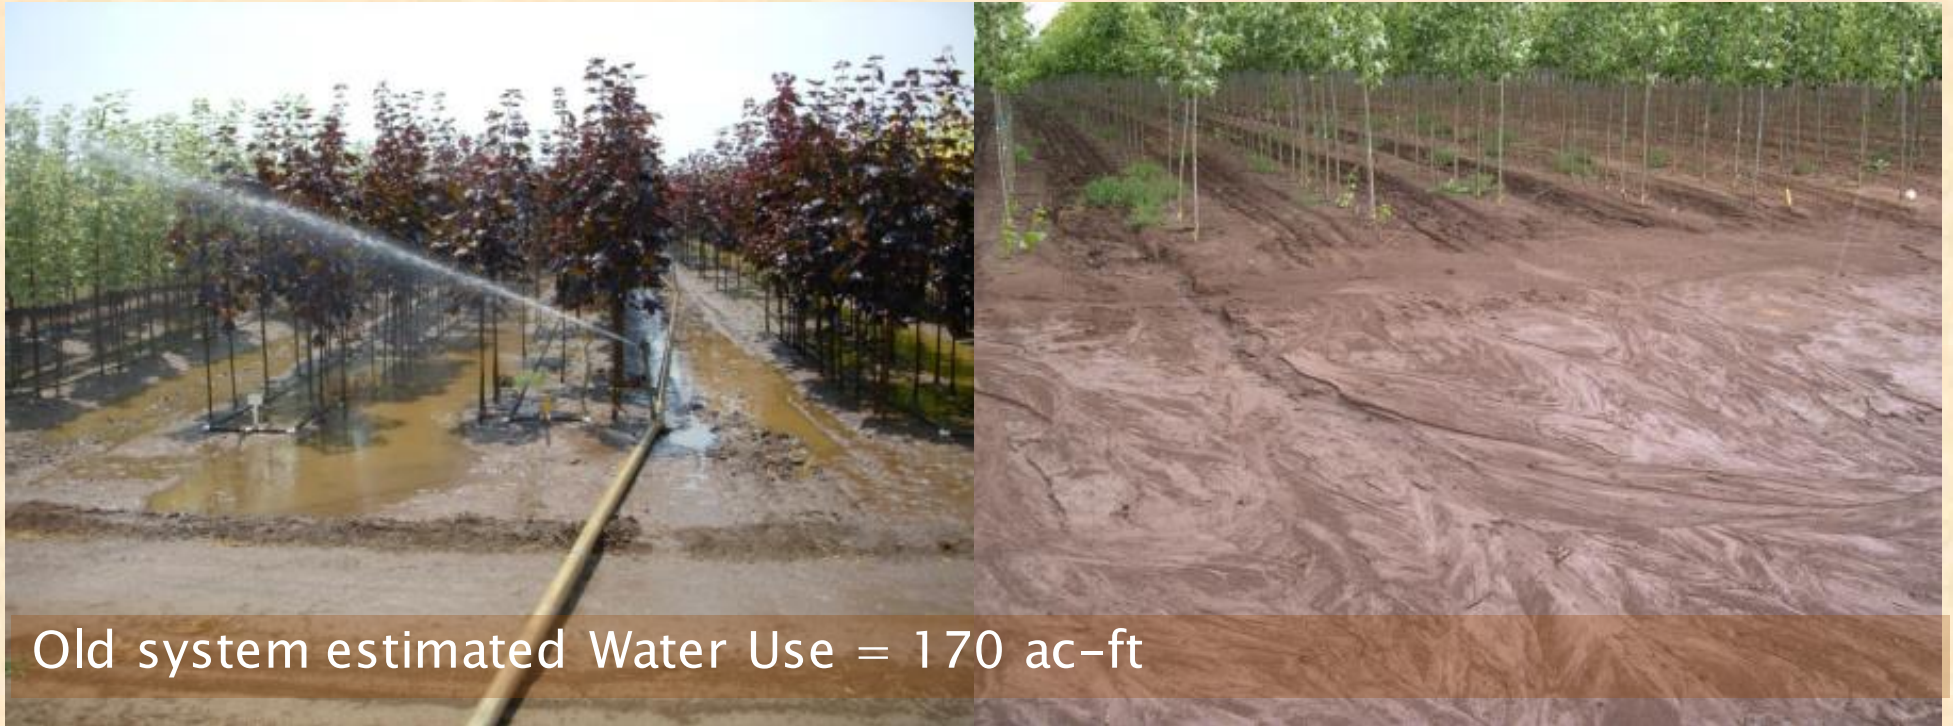 Old system estimated Water Use = 170 ac-ft